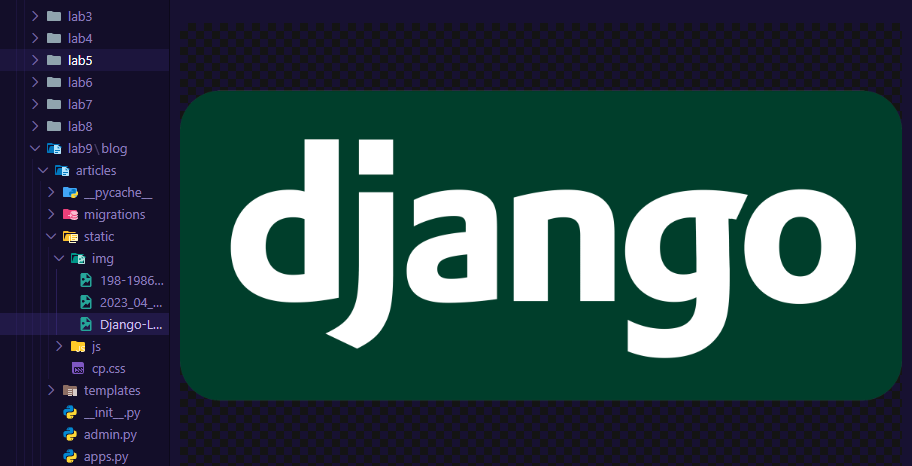 lab3
lab4
lab5
lab6
lab7
lab8
lab9\blog
articles
__pycache__
migrations
static
img
198-1986...
2023_04_...
Django-L...
js
cp.css
templates
__init__.py
admin.py
apps.py
django